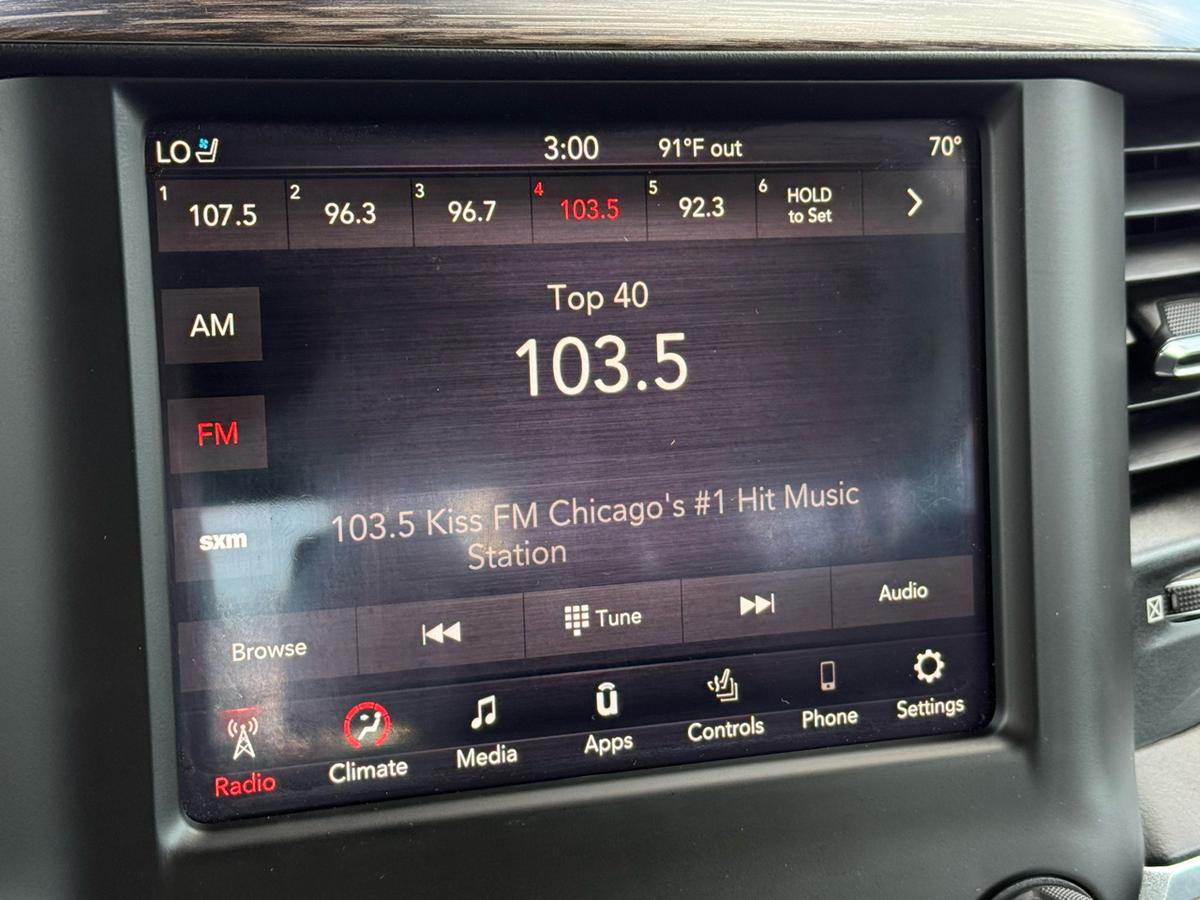 LO 3:00 91°F out 70°
1 107.5 2 96.3 3 96.7 4 103.5 5 92.3 6 HOLD
to Set
Top 40
AM
103.5
FM
103.5 Kiss FM Chicago's #1 Hit Music
Station
sxm
Browse Tune Audio
Radio Climate Media Apps Controls Phone Settings